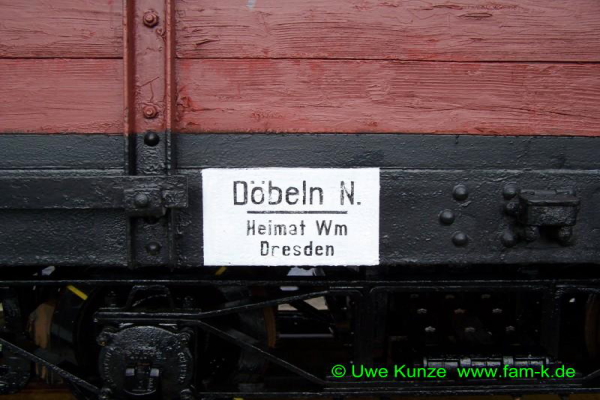 Döbeln N.
Heimat Wm
Dresden
© Uwe Kunze www.fam-k.de